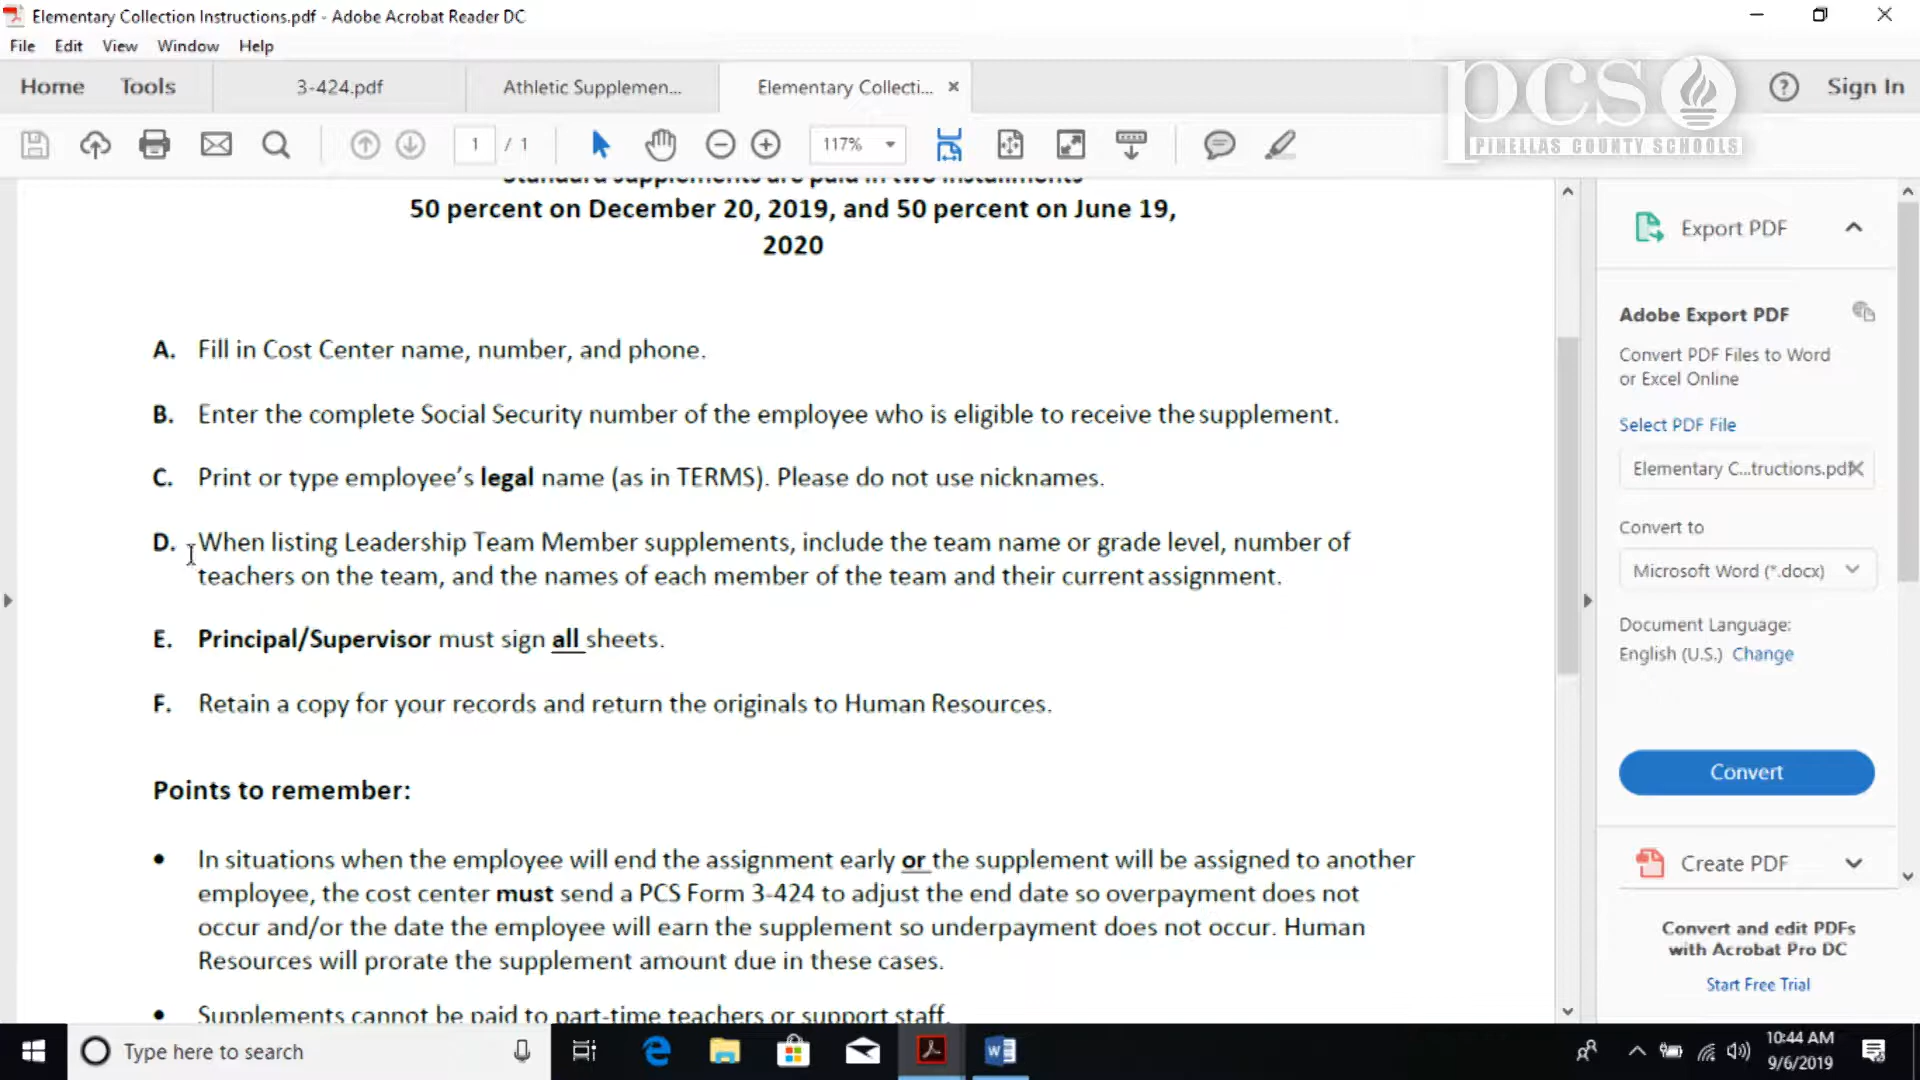 Elementary Collection Instructions.pdf - Adobe Acrobat Reader DC
File Edit View Window Help
Home Tools 3-424.pdf Athletic Supplemen... Elementary Collecti... × ? Sign In
pcs
PINELLAS COUNTY SCHOOLS
1 / 1 117%
Standard supplements are paid in two installments
50 percent on December 20, 2019, and 50 percent on June 19,
2020
A. Fill in Cost Center name, number, and phone.
B. Enter the complete Social Security number of the employee who is eligible to receive the supplement.
C. Print or type employee's legal name (as in TERMS). Please do not use nicknames.
D. When listing Leadership Team Member supplements, include the team name or grade level, number of
teachers on the team, and the names of each member of the team and their current assignment.
E. Principal/Supervisor must sign all sheets.
F. Retain a copy for your records and return the originals to Human Resources.
Points to remember:
• In situations when the employee will end the assignment early or the supplement will be assigned to another
employee, the cost center must send a PCS Form 3-424 to adjust the end date so overpayment does not
occur and/or the date the employee will earn the supplement so underpayment does not occur. Human
Resources will prorate the supplement amount due in these cases.
• Supplements cannot be paid to part-time teachers or support staff.
Export PDF
Adobe Export PDF
Convert PDF Files to Word
or Excel Online
Select PDF File
Elementary C...tructions.pdf
Convert to
Microsoft Word (*.docx)
Document Language:
English (U.S.) Change
Convert
Create PDF
Convert and edit PDFs
with Acrobat Pro DC
Start Free Trial
Type here to search
10:44 AM
9/6/2019